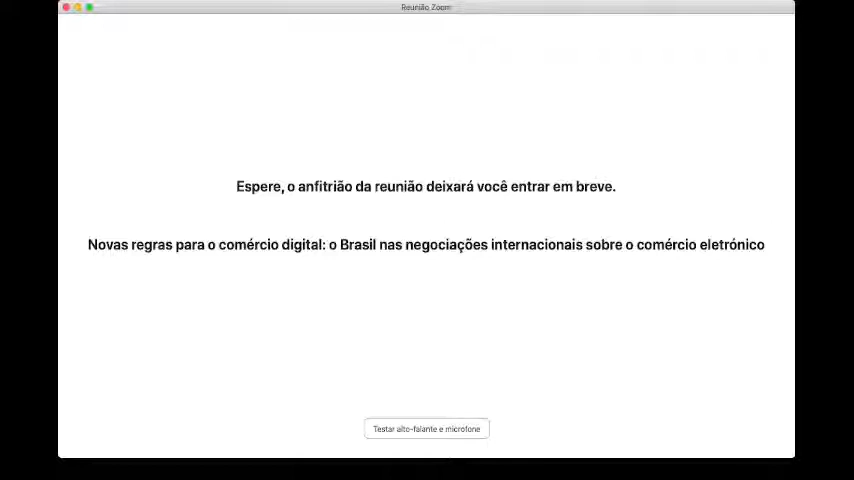 Reunião Zoom
Espere, o anfitrião da reunião deixará você entrar em breve.
Novas regras para o comércio digital: o Brasil nas negociações internacionais sobre o comércio eletrónico
Testar alto-falante e microfone